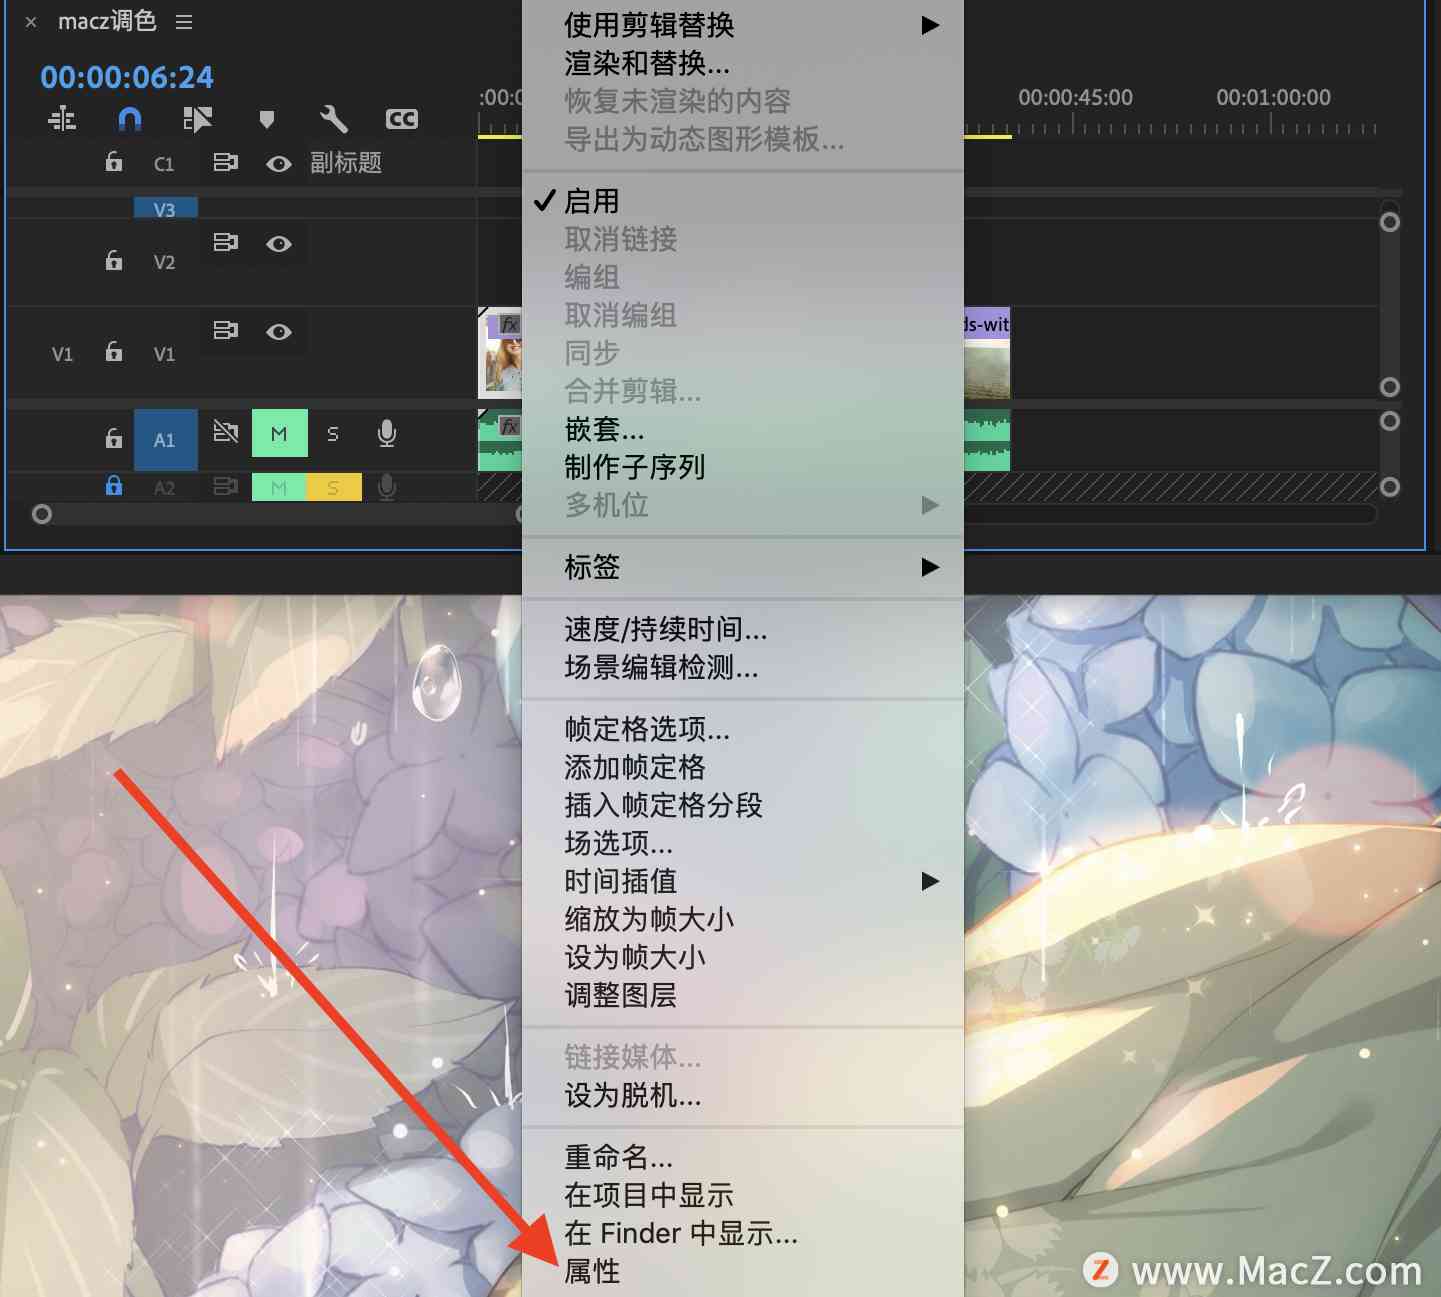 × macz调色
00:00:06:24
:00:0
00:00:45:00
00:01:00:00
CC
C1 副标题
V3
V2
V1 V1
fx
ds-wit
A1 M S
fx
A2 M S
使用剪辑替换
渲染和替换...
恢复未渲染的内容
导出为动态图形模板...
✓ 启用
取消链接
编组
取消编组
同步
合并剪辑...
嵌套...
制作子序列
多机位
标签
速度/持续时间...
场景编辑检测...
帧定格选项...
添加帧定格
插入帧定格分段
场选项...
时间插值
缩放为帧大小
设为帧大小
调整图层
链接媒体...
设为脱机...
重命名...
在项目中显示
在 Finder 中显示...
属性
Z www.MacZ.com